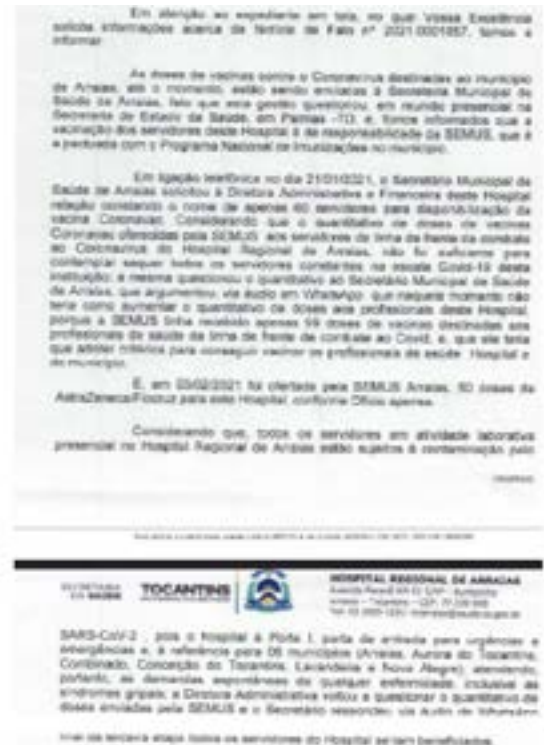 Em atenção ao expediente em tela, no qual Vossa Excelência
solicita informações acerca da Notícia de Fato nº 2021.0001857, temos a
informar:
As doses de vacinas contra o Coronavírus destinadas ao município
de Arraias, até o momento, estão sendo enviadas à Secretaria Municipal de
Saúde de Arraias, fato que esta gestão questionou, em reunião presencial na
Secretaria de Estado da Saúde, em Palmas -TO, e, fomos informados que a
vacinação dos servidores deste Hospital é de responsabilidade da SEMUS, que é
a pactuada com o Programa Nacional de Imunizações no município.
Em ligação telefônica no dia 21/01/2021, o Secretário Municipal de
Saúde de Arraias solicitou à Diretora Administrativa e Financeira deste Hospital
relação constando o nome de apenas 60 servidores para disponibilização da
vacina Coronavac. Considerando que o quantitativo de doses de vacinas
Coronavac oferecidas pela SEMUS, aos servidores da linha de frente de combate
ao Coronavírus do Hospital Regional de Arraias, não foi suficiente para
contemplar sequer todos os servidores constantes na escala Covid-19 desta
instituição, a mesma questionou o quantitativo ao Secretário Municipal de Saúde
de Arraias, que argumentou, via áudio em WhatsApp, que naquele momento não
teria como aumentar o quantitativo de doses aos profissionais deste Hospital,
porque a SEMUS tinha recebido apenas 99 doses de vacinas destinadas aos
profissionais de saúde da linha de frente de combate ao Covid, e, que ele teria
que adotar critérios para conseguir vacinar os profissionais de saúde Hospital e
do município.
E, em 03/02/2021 foi ofertada pela SEMUS Arraias, 50 doses da
AstraZeneca/Fiocruz para este Hospital, conforme Ofício apenso.
Considerando que, todos os servidores em atividade laborativa
presencial no Hospital Regional de Arraias estão sujeitos à contaminação pelo
SECRETARIA
DA SAÚDE
TOCANTINS
HOSPITAL REGIONAL DE ARRAIAS
SARS-CoV-2 , pois o hospital é Porta I, porta de entrada para urgências e
emergências e, é referência para 06 municípios (Arraias, Aurora do Tocantins,
Combinado, Conceição do Tocantins, Lavandeira e Novo Alegre), atendendo,
portanto, as demandas espontâneas de qualquer enfermidade, inclusive as
síndromes gripais, a Diretora Administrativa voltou a questionar o quantitativo de
doses enviadas pela SEMUS e o Secretário respondeu, via áudio de WhatsApp
que na terceira etapa todos os servidores do Hospital seriam beneficiados.